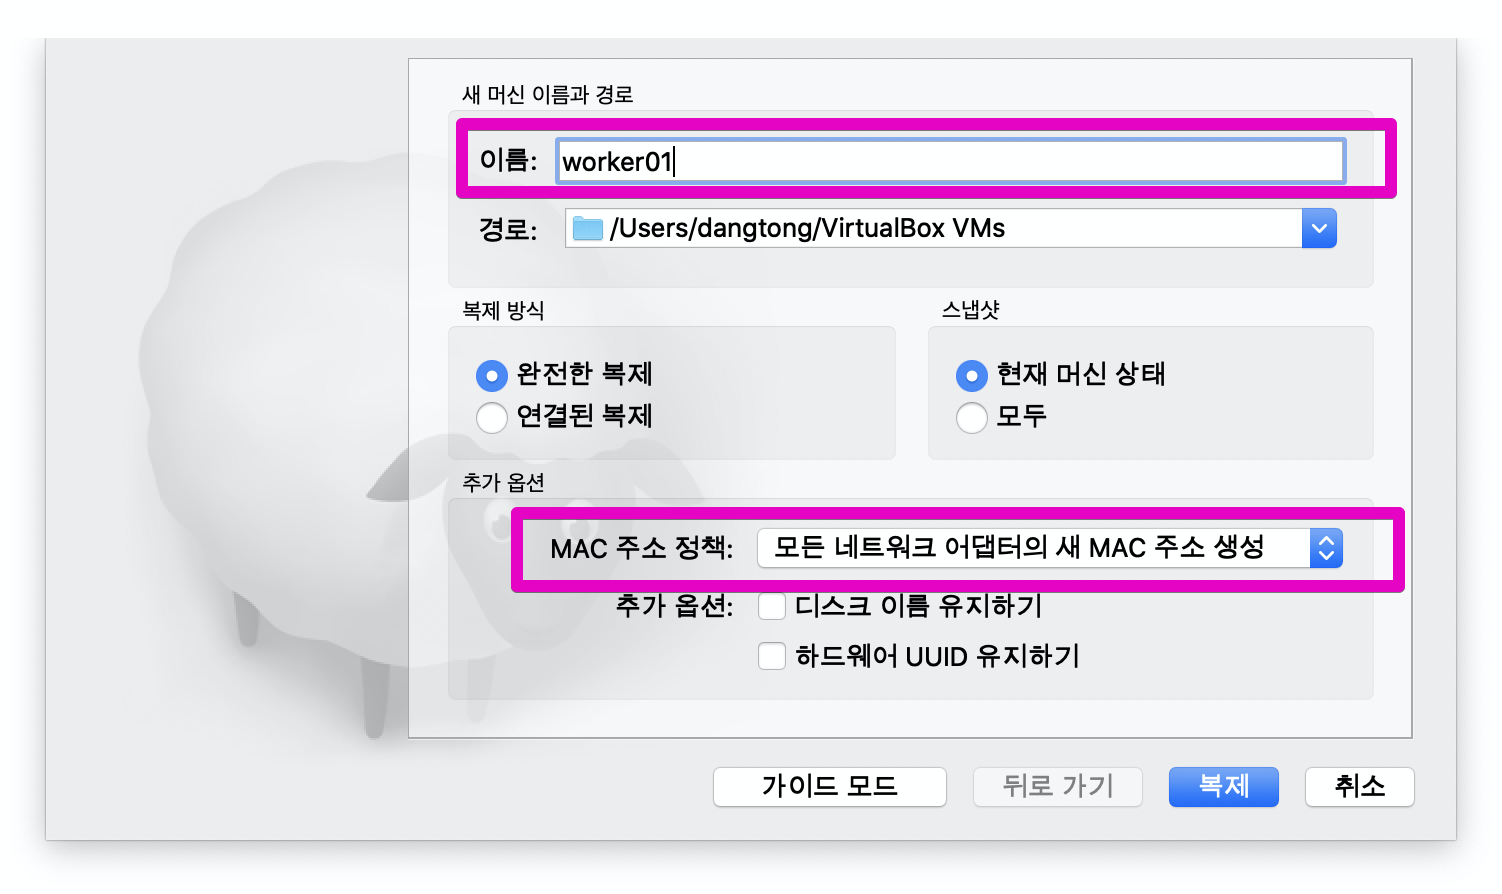 새 머신 이름과 경로
이름: worker01
경로: /Users/dangtong/VirtualBox VMs
복제 방식
완전한 복제
연결된 복제
스냅샷
현재 머신 상태
모두
추가 옵션
MAC 주소 정책: 모든 네트워크 어댑터의 새 MAC 주소 생성
추가 옵션: 디스크 이름 유지하기
하드웨어 UUID 유지하기
가이드 모드 뒤로 가기 복제 취소